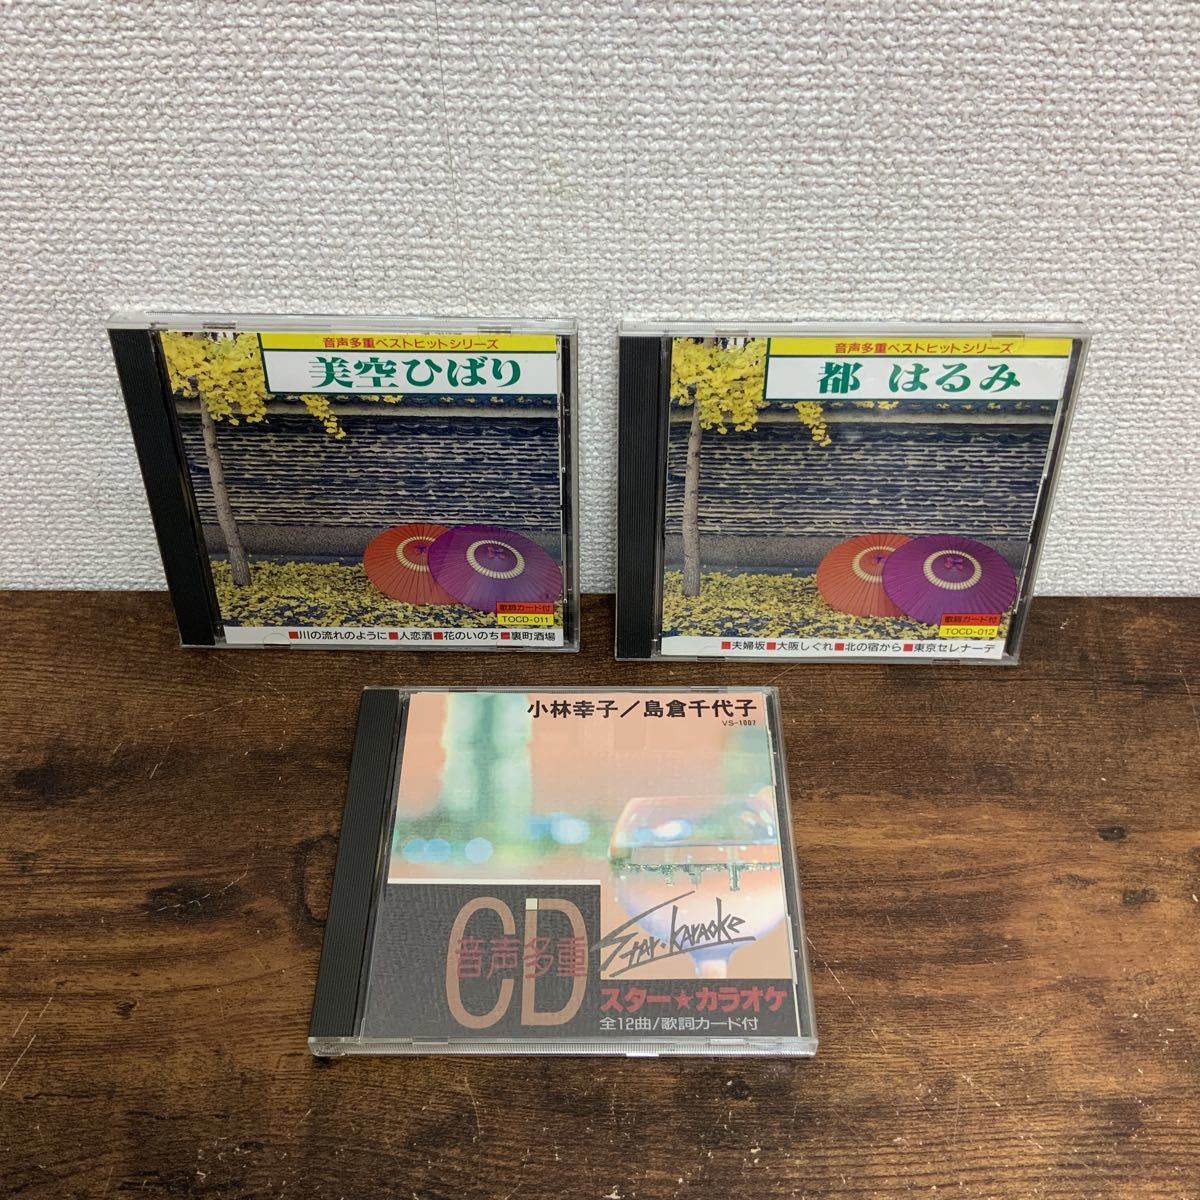 音声多重ベストヒットシリーズ
美空ひばり
歌詞カード付
TOCD-011
■川の流れのように■人恋酒■花のいのち■裏町酒場
音声多重ベストヒットシリーズ
都 はるみ
歌詞カード付
TOCD-012
■夫婦坂■大阪しぐれ■北の宿から■東京セレナーデ
小林幸子／島倉千代子
VS-1007
CD
音声多重
STAR・KARAOKE
スター★カラオケ
全12曲/歌詞カード付